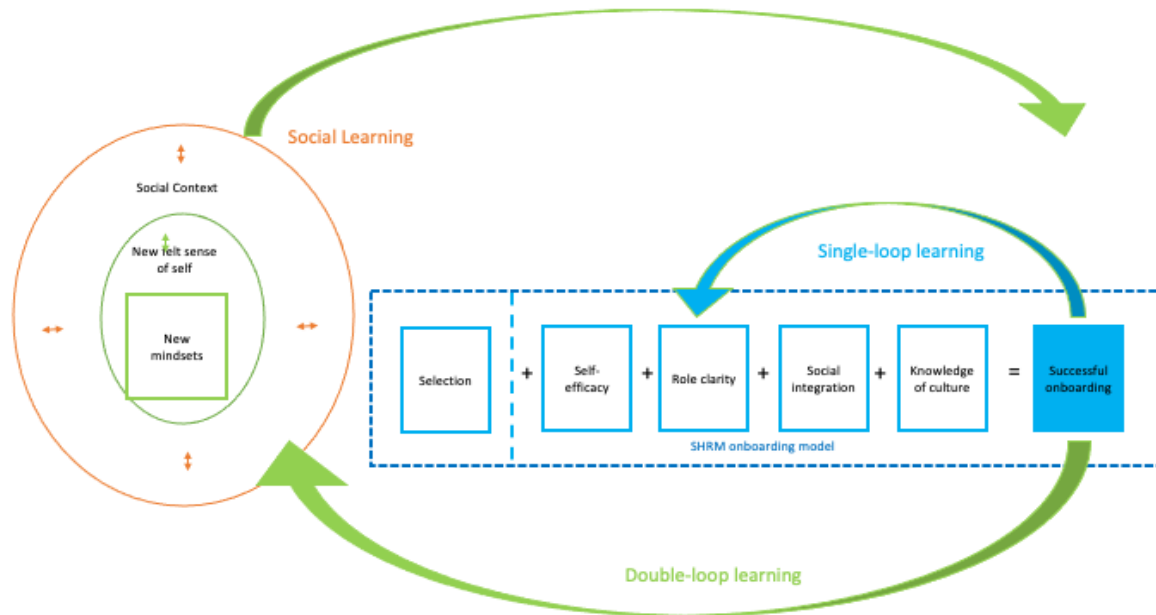 Social Learning
Social Context
New felt sense
of self
New
mindsets
Single-loop learning
Selection
+
Self-
efficacy
+
Role clarity
+
Social
integration
+
Knowledge
of culture
=
Successful
onboarding
SHRM onboarding model
Double-loop learning